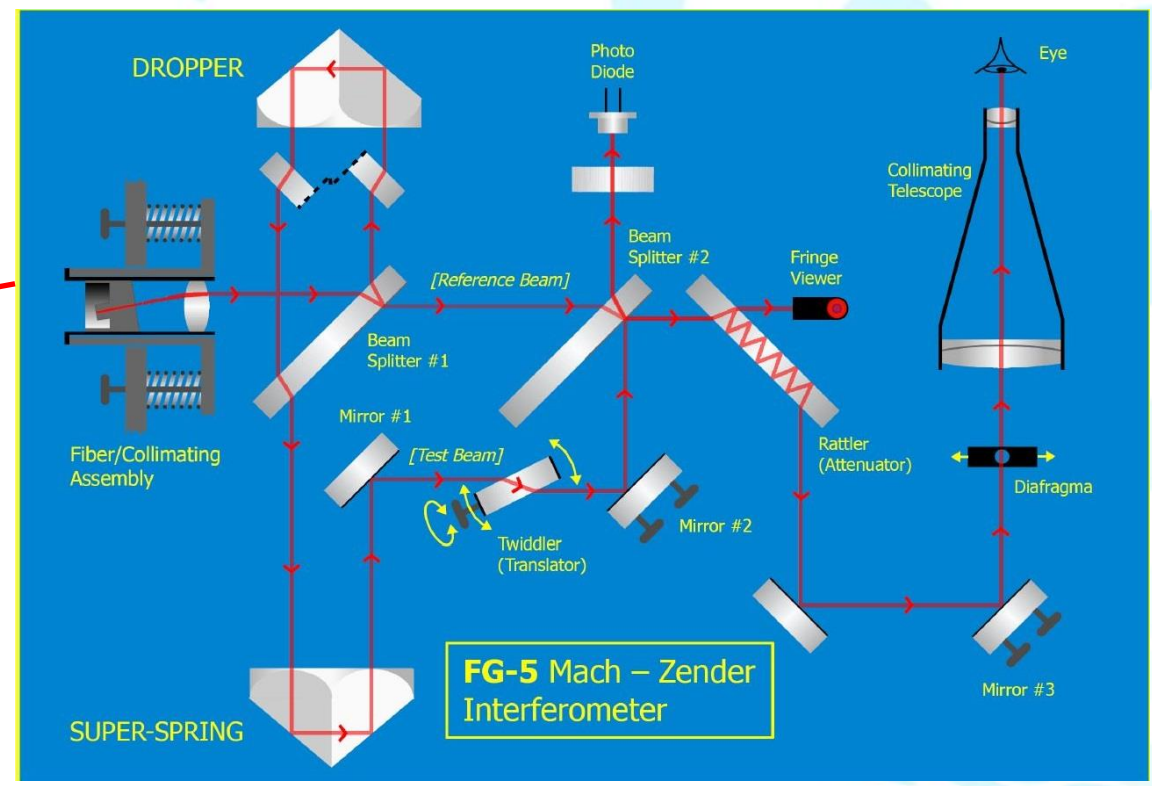 DROPPER
Photo
Diode
Eye
Collimating
Telescope
Beam
Splitter #2
[Reference Beam]
Fringe
Viewer
Beam
Splitter #1
Mirror #1
Fiber/Collimating
Assembly
[Test Beam]
Rattler
(Attenuator)
Diafragma
Mirror #2
Twiddler
(Translator)
FG-5 Mach – Zender
Interferometer
Mirror #3
SUPER-SPRING